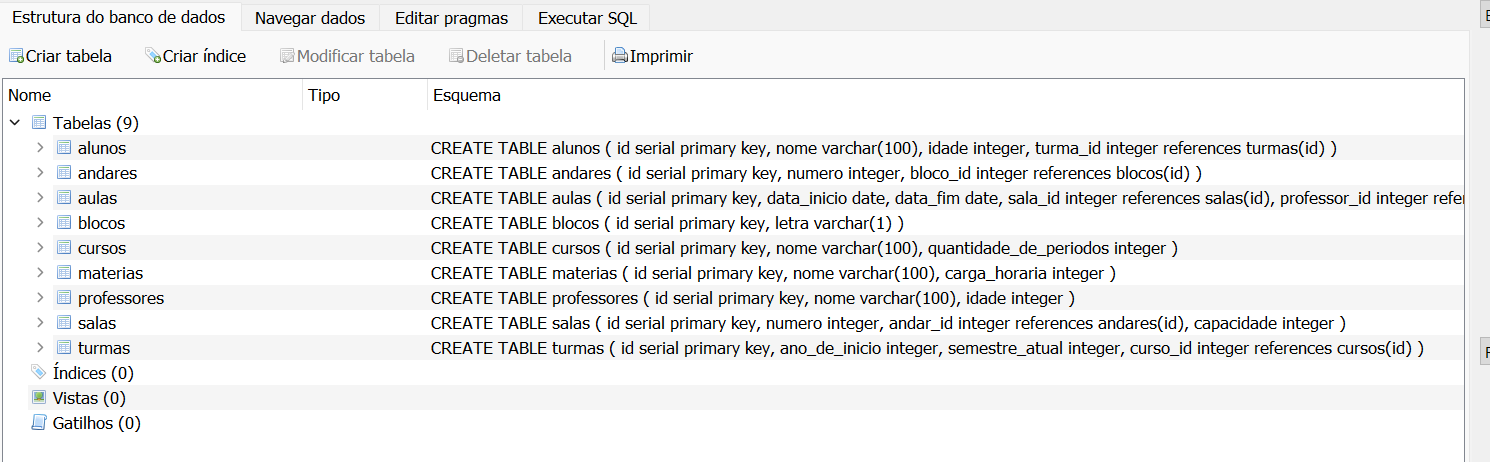 Estrutura do banco de dados Navegar dados Editar pragmas Executar SQL
Criar tabela Criar índice Modificar tabela Deletar tabela Imprimir
Nome Tipo Esquema
Tabelas (9)
alunos CREATE TABLE alunos ( id serial primary key, nome varchar(100), idade integer, turma_id integer references turmas(id) )
andares CREATE TABLE andares ( id serial primary key, numero integer, bloco_id integer references blocos(id) )
aulas CREATE TABLE aulas ( id serial primary key, data_inicio date, data_fim date, sala_id integer references salas(id), professor_id integer refer
blocos CREATE TABLE blocos ( id serial primary key, letra varchar(1) )
cursos CREATE TABLE cursos ( id serial primary key, nome varchar(100), quantidade_de_periodos integer )
materias CREATE TABLE materias ( id serial primary key, nome varchar(100), carga_horaria integer )
professores CREATE TABLE professores ( id serial primary key, nome varchar(100), idade integer )
salas CREATE TABLE salas ( id serial primary key, numero integer, andar_id integer references andares(id), capacidade integer )
turmas CREATE TABLE turmas ( id serial primary key, ano_de_inicio integer, semestre_atual integer, curso_id integer references cursos(id) )
Índices (0)
Vistas (0)
Gatilhos (0)